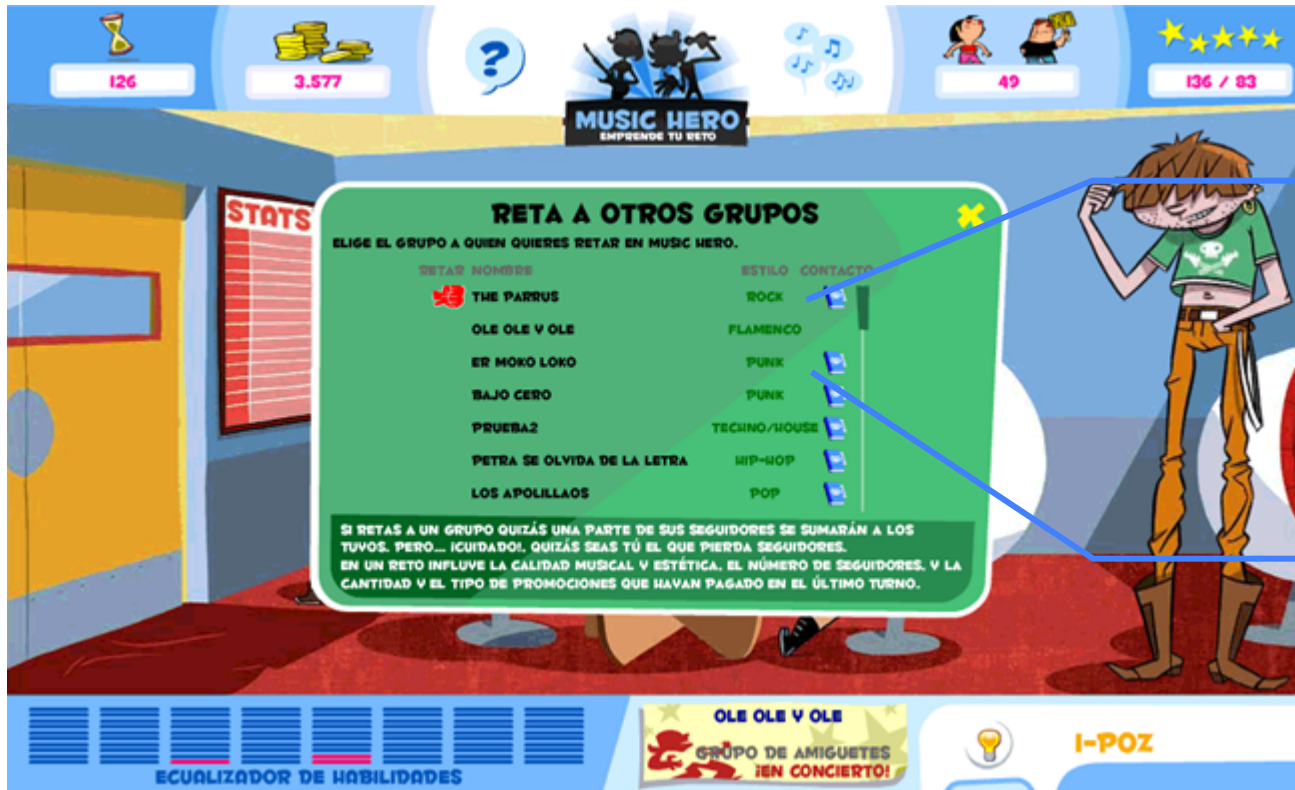 126
3.577
?
MUSIC HERO
EMPRENDE TU RETO
49
136 / 83
STATS
RETA A OTROS GRUPOS
ELIGE EL GRUPO A QUIEN QUIERES RETAR EN MUSIC HERO.
RETAR NOMBRE ESTILO CONTACTO
THE PARRUS ROCK
OLE OLE Y OLE FLAMENCO
ER MOKO LOKO PUNK
BAJO CERO PUNK
PRUEBA2 TECHNO/HOUSE
PETRA SE OLVIDA DE LA LETRA HIP-HOP
LOS APOLILLAOS POP
SI RETAS A UN GRUPO QUIZÁS UNA PARTE DE SUS SEGUIDORES SE SUMARÁN A LOS
TUYOS. PERO... ¡CUIDADO!, QUIZÁS SEAS TÚ EL QUE PIERDA SEGUIDORES.
EN UN RETO INFLUYE LA CALIDAD MUSICAL Y ESTÉTICA, EL NÚMERO DE SEGUIDORES, Y LA
CANTIDAD Y EL TIPO DE PROMOCIONES QUE HAYAN PAGADO EN EL ÚLTIMO TURNO.
ECUALIZADOR DE HABILIDADES
OLE OLE Y OLE
GRUPO DE AMIGUETES
¡EN CONCIERTO!
I-POZ